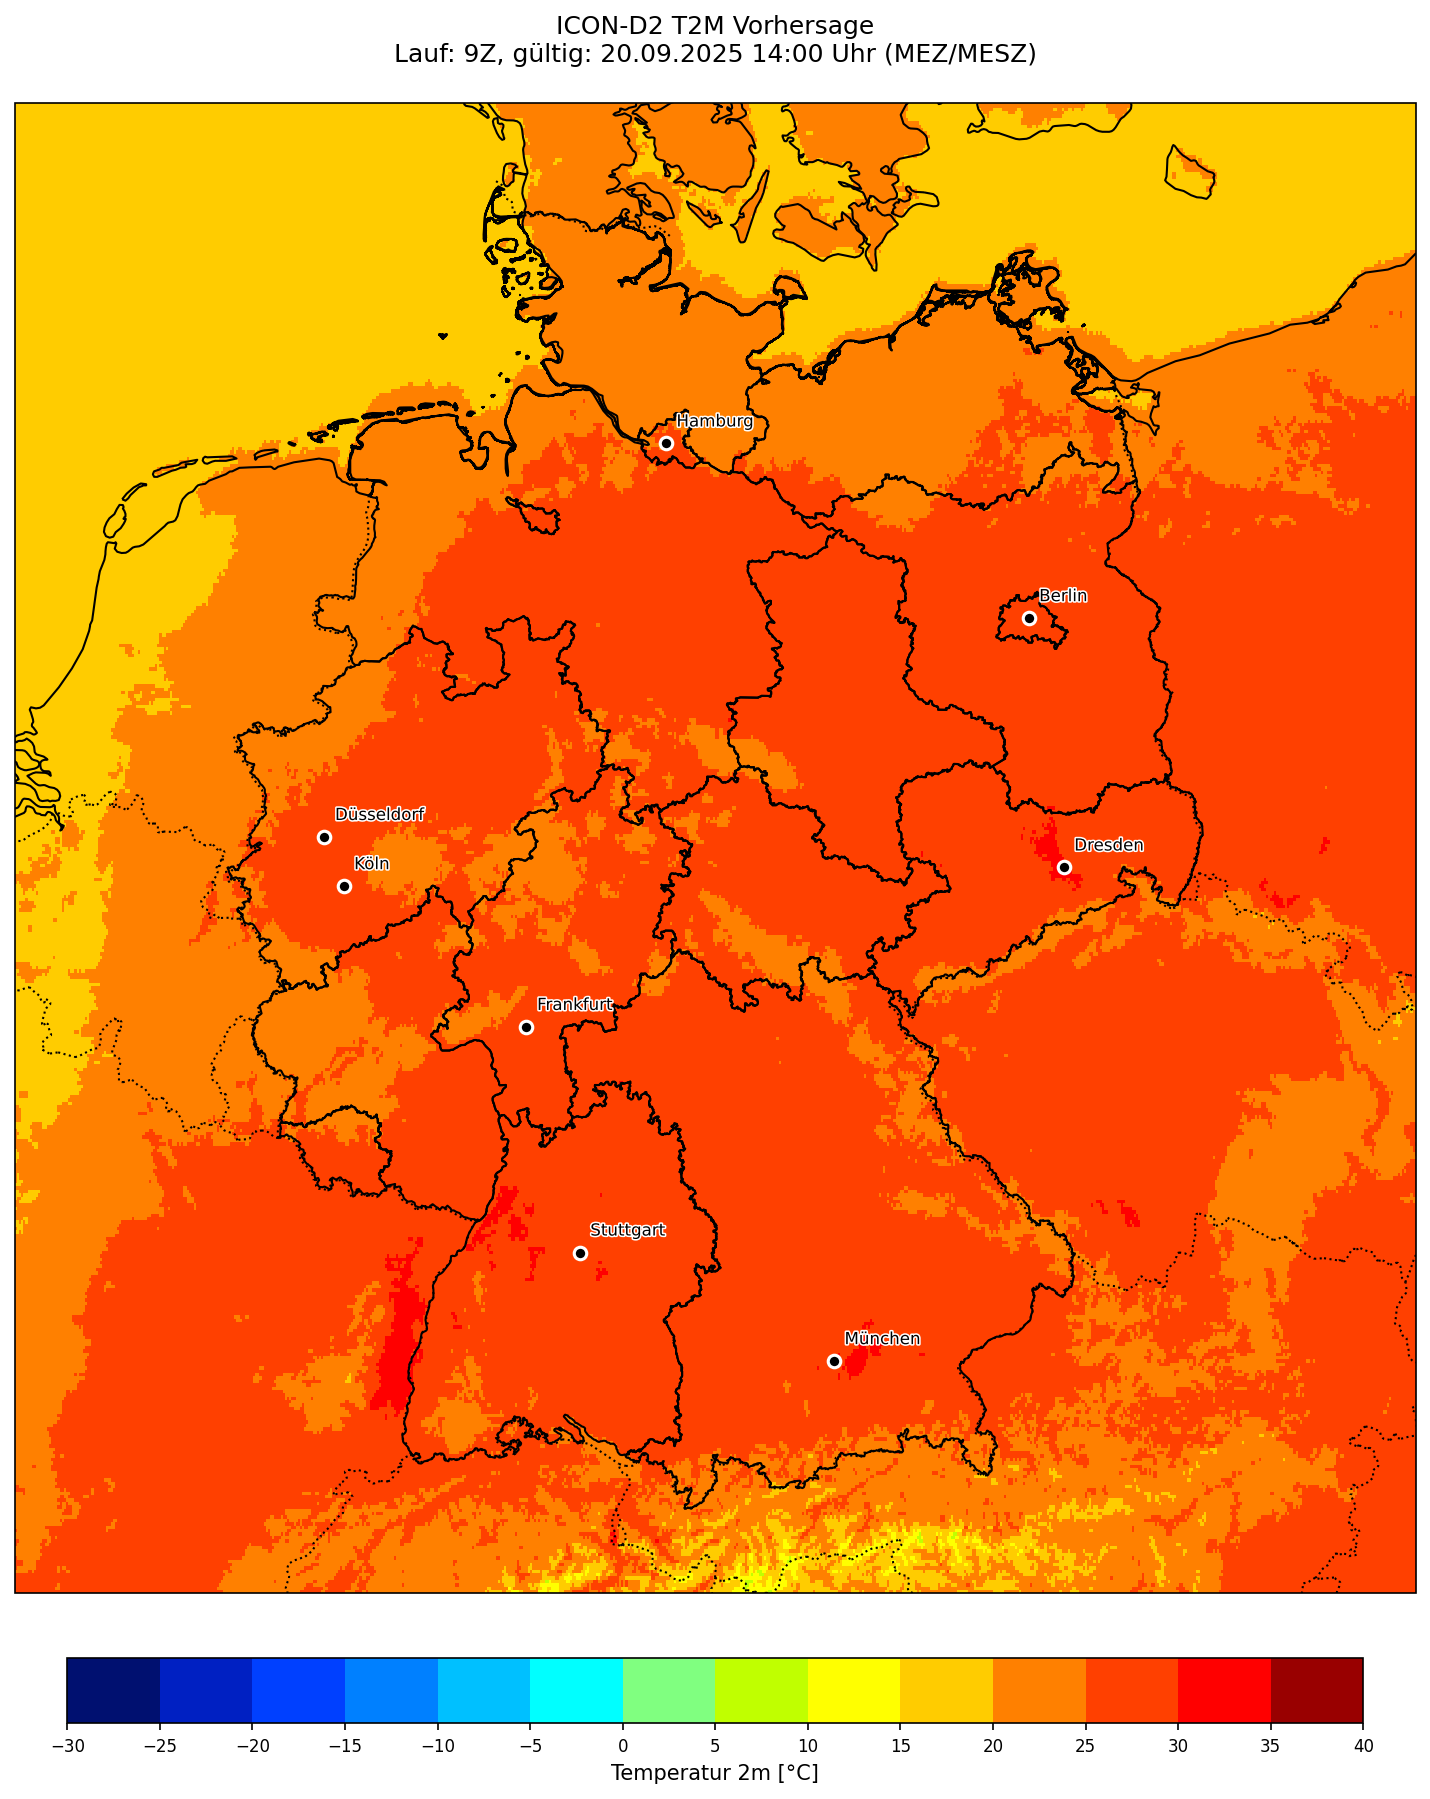 ICON-D2 T2M Vorhersage
Lauf: 9Z, gültig: 20.09.2025 14:00 Uhr (MEZ/MESZ)
Hamburg
Berlin
Düsseldorf
Dresden
Köln
Frankfurt
Stuttgart
München
−30 −25 −20 −15 −10 −5 0 5 10 15 20 25 30 35 40
Temperatur 2m [°C]